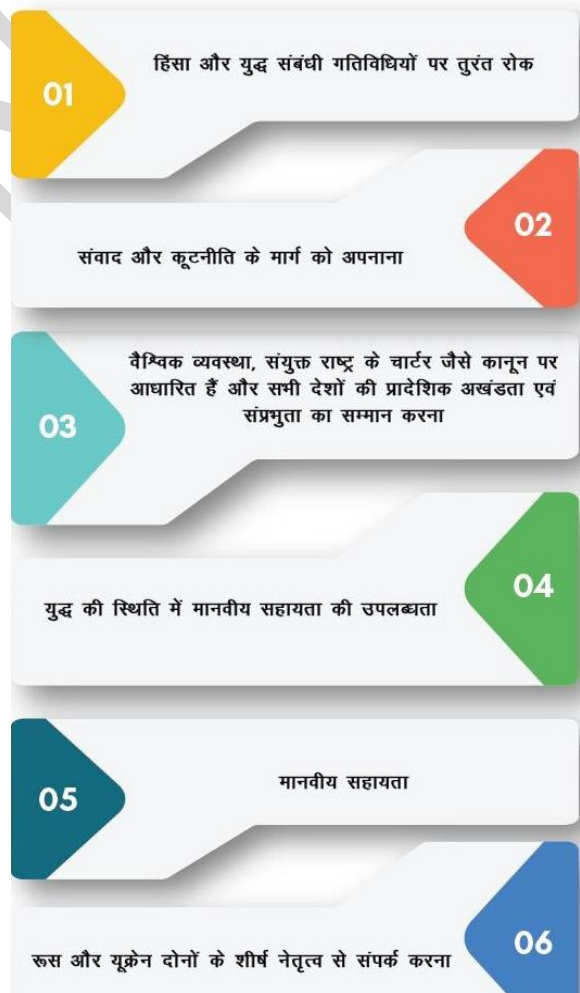 01
हिंसा और युद्ध संबंधी गतिविधियों पर तुरंत रोक
02
संवाद और कूटनीति के मार्ग को अपनाना
03
वैश्विक व्यवस्था, संयुक्त राष्ट्र के चार्टर जैसे कानून पर
आधारित हैं और सभी देशों की प्रादेशिक अखंडता एवं
संप्रभुता का सम्मान करना
04
युद्ध की स्थिति में मानवीय सहायता की उपलब्धता
05
मानवीय सहायता
06
रूस और यूक्रेन दोनों के शीर्ष नेतृत्व से संपर्क करना